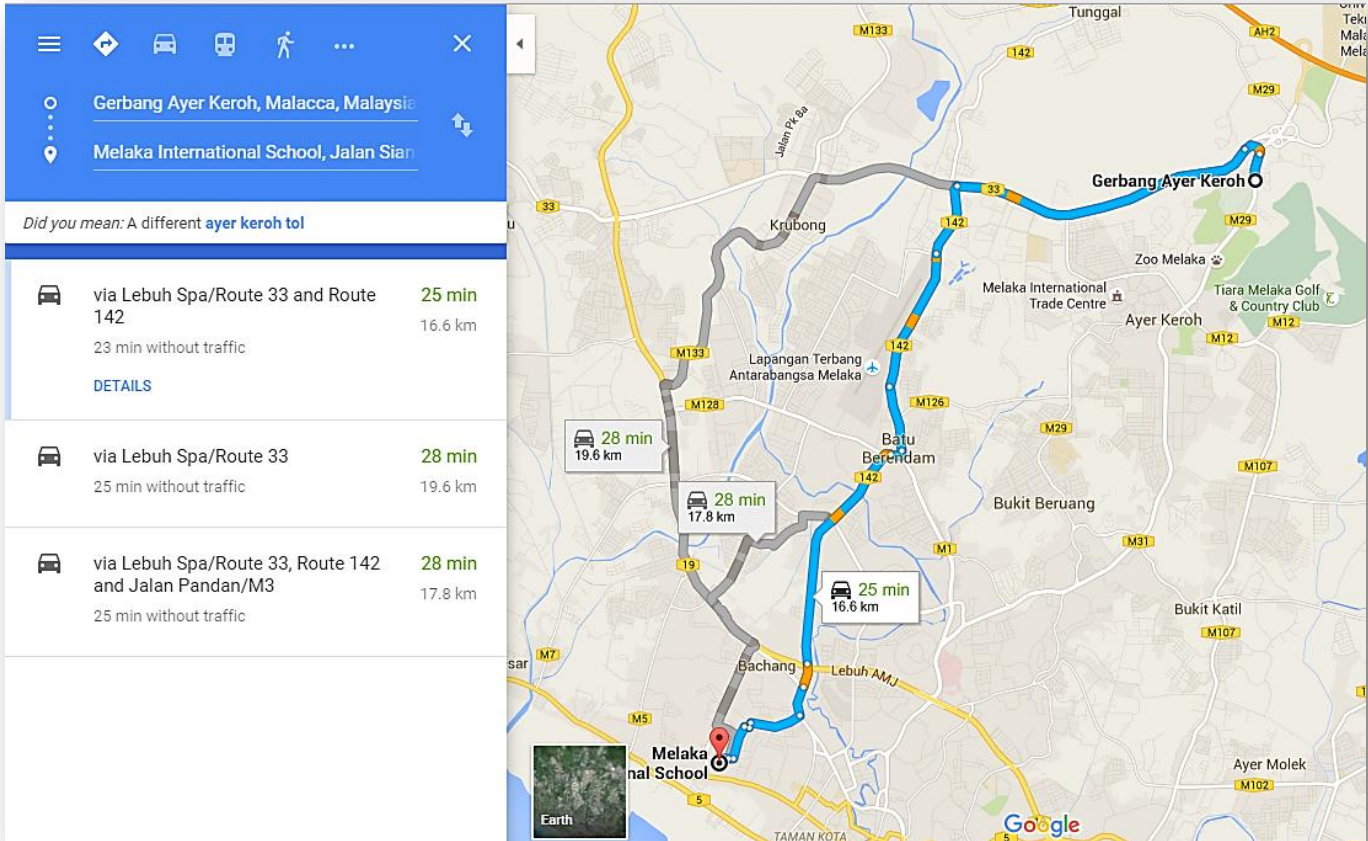 Gerbang Ayer Keroh, Malacca, Malaysia
Melaka International School, Jalan Sian
Did you mean: A different ayer keroh tol
via Lebuh Spa/Route 33 and Route
142
25 min
16.6 km
23 min without traffic
DETAILS
via Lebuh Spa/Route 33
28 min
25 min without traffic
19.6 km
via Lebuh Spa/Route 33, Route 142
and Jalan Pandan/M3
28 min
17.8 km
25 min without traffic
Tunggal
M133
142
AH2
Tek
Mala
Mela
M29
Jalan Pk 8a
Gerbang Ayer Keroh
33
33
142
M29
u
Krubong
Zoo Melaka
Melaka International
Trade Centre
Tiara Melaka Golf
& Country Club
Ayer Keroh
M12
M12
142
M133
Lapangan Terbang
Antarabangsa Melaka
M128
M126
M29
28 min
19.6 km
Batu
Berendam
M107
142
28 min
17.8 km
Bukit Beruang
M31
M1
19
25 min
16.6 km
Bukit Katil
M107
sar
M7
Bachang
Lebuh AMJ
1
M5
Melaka
nal School
Ayer Molek
M102
5
Earth
Google
5
TAMAN KOTA